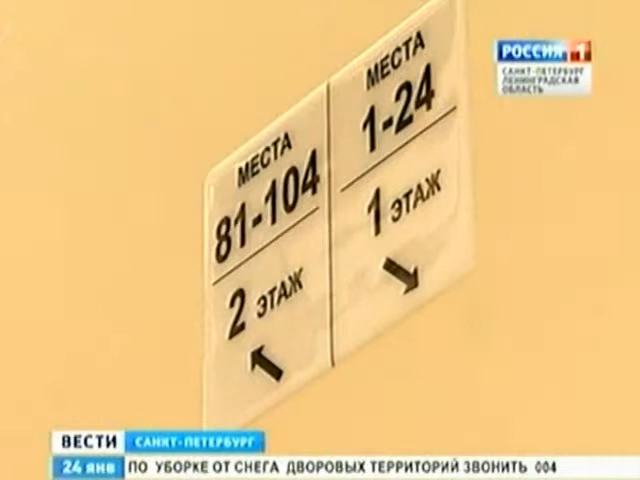 РОССИЯ 1
САНКТ-ПЕТЕРБУРГ
ЛЕНИНГРАДСКАЯ
ОБЛАСТЬ
МЕСТА
81-104
2 ЭТАЖ
МЕСТА
1-24
1 ЭТАЖ
ВЕСТИ САНКТ-ПЕТЕРБУРГ
24 янв ПО УБОРКЕ ОТ СНЕГА ДВОРОВЫХ ТЕРРИТОРИЙ ЗВОНИТЬ 004